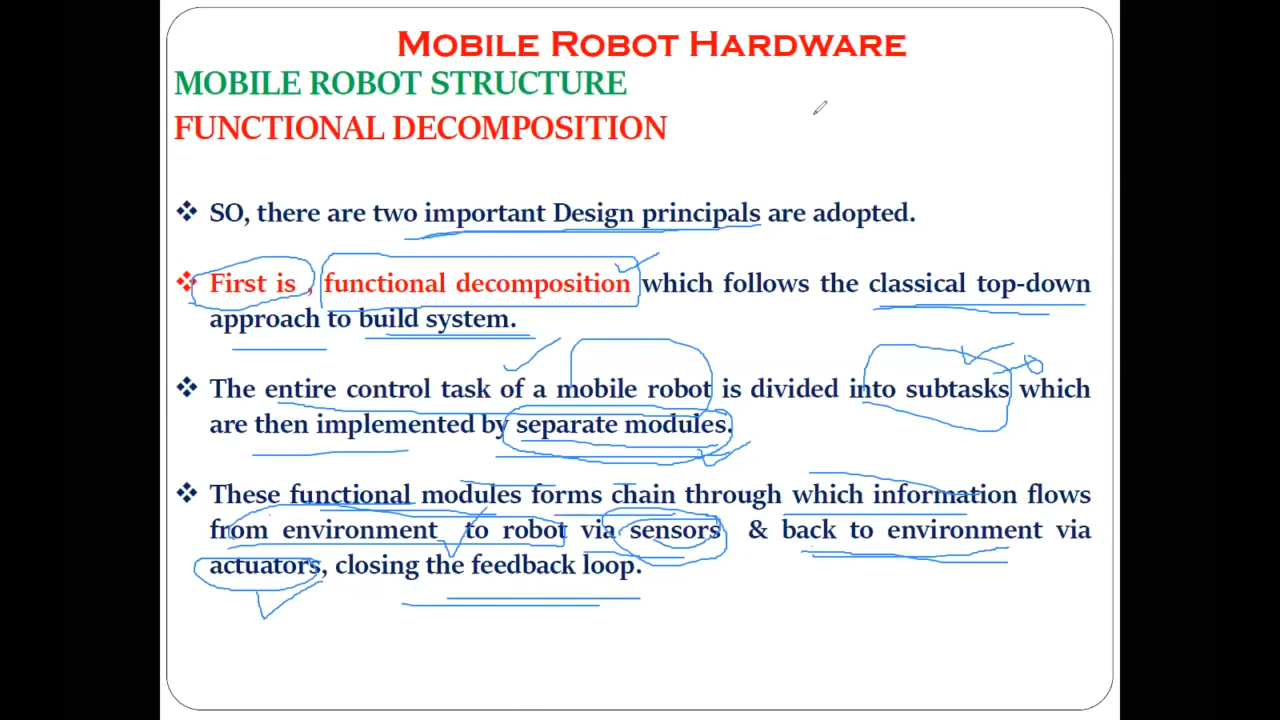 MOBILE ROBOT HARDWARE
MOBILE ROBOT STRUCTURE
FUNCTIONAL DECOMPOSITION
❖ SO, there are two important Design principals are adopted.
❖ First is , functional decomposition which follows the classical top-down
approach to build system.
❖ The entire control task of a mobile robot is divided into subtasks which
are then implemented by separate modules.
❖ These functional modules forms chain through which information flows
from environment to robot via sensors & back to environment via
actuators, closing the feedback loop.